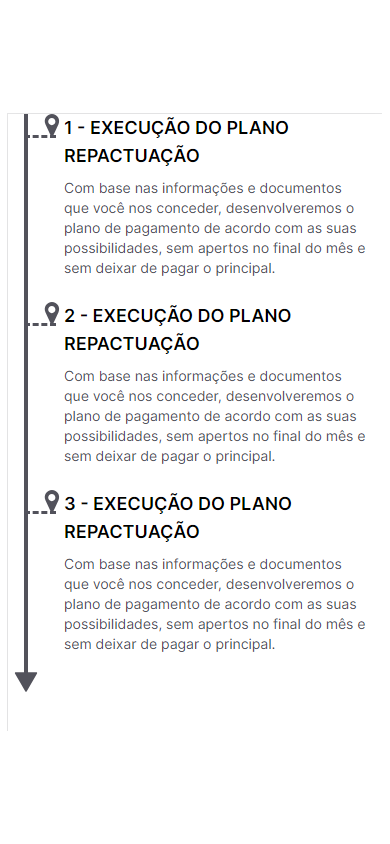 1 - EXECUÇÃO DO PLANO
REPACTUAÇÃO
Com base nas informações e documentos
que você nos conceder, desenvolveremos o
plano de pagamento de acordo com as suas
possibilidades, sem apertos no final do mês e
sem deixar de pagar o principal.
2 - EXECUÇÃO DO PLANO
REPACTUAÇÃO
Com base nas informações e documentos
que você nos conceder, desenvolveremos o
plano de pagamento de acordo com as suas
possibilidades, sem apertos no final do mês e
sem deixar de pagar o principal.
3 - EXECUÇÃO DO PLANO
REPACTUAÇÃO
Com base nas informações e documentos
que você nos conceder, desenvolveremos o
plano de pagamento de acordo com as suas
possibilidades, sem apertos no final do mês e
sem deixar de pagar o principal.